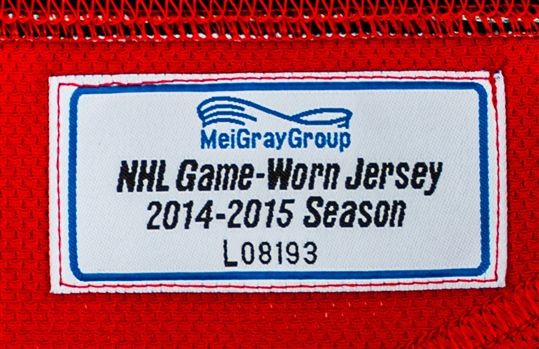 MeiGrayGroup
NHL Game-Worn Jersey
2014-2015 Season
L08193